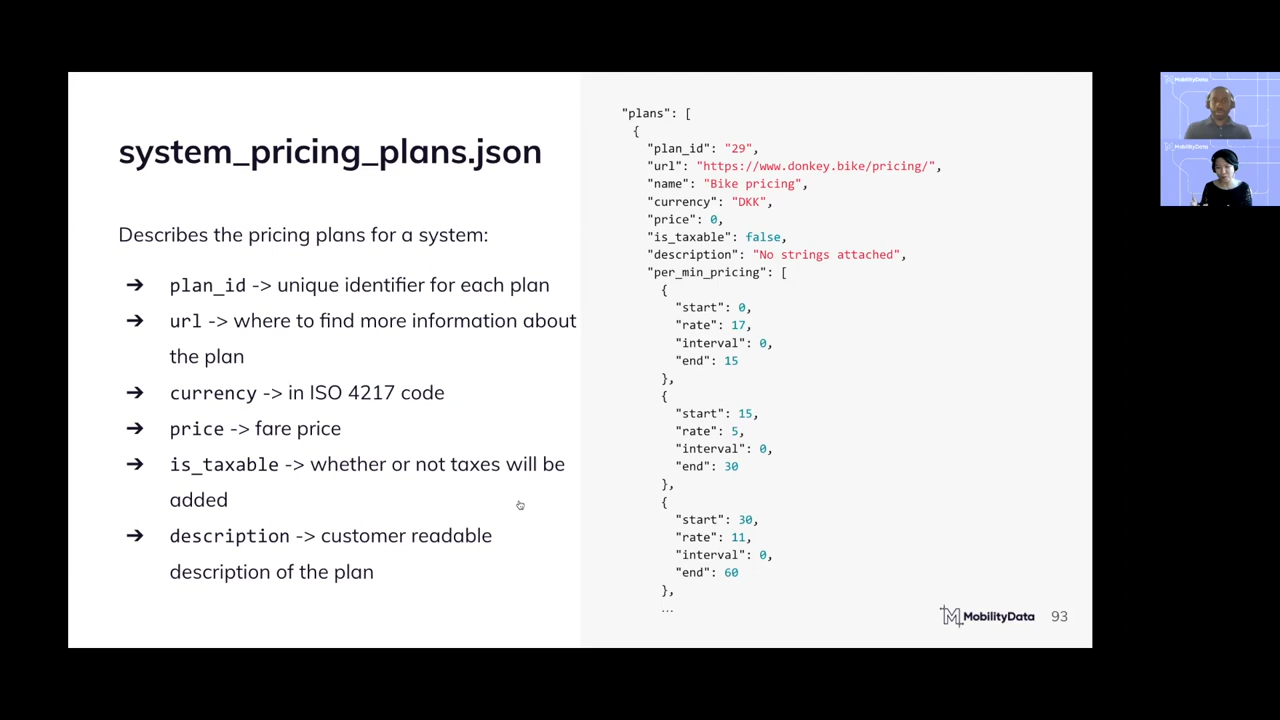 system_pricing_plans.json
Describes the pricing plans for a system:
➔ plan_id -> unique identifier for each plan
➔ url -> where to find more information about
the plan
➔ currency -> in ISO 4217 code
➔ price -> fare price
➔ is_taxable -> whether or not taxes will be
added
➔ description -> customer readable
description of the plan
"plans": [
{
"plan_id": "29",
"url": "https://www.donkey.bike/pricing/",
"name": "Bike pricing",
"currency": "DKK",
"price": 0,
"is_taxable": false,
"description": "No strings attached",
"per_min_pricing": [
{
"start": 0,
"rate": 17,
"interval": 0,
"end": 15
},
{
"start": 15,
"rate": 5,
"interval": 0,
"end": 30
},
{
"start": 30,
"rate": 11,
"interval": 0,
"end": 60
},
...
MobilityData 93
MobilityData
MobilityData